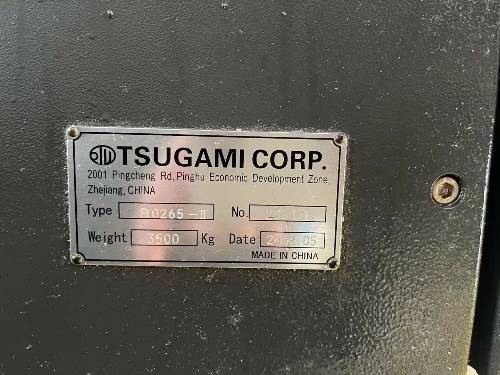 TSUGAMI CORP.
2001 Pingcheng Rd,Pinghu Economic Development Zone
Zhejiang,CHINA
Type B0265-II No.
Weight 3500 Kg Date
MADE IN CHINA